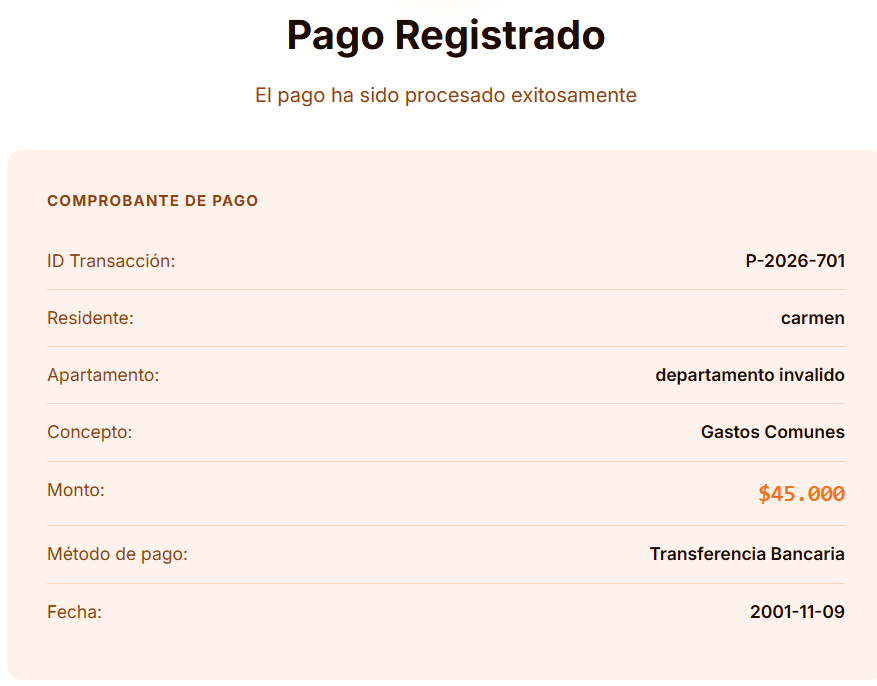 Pago Registrado
El pago ha sido procesado exitosamente
COMPROBANTE DE PAGO
ID Transacción: P-2026-701
Residente: carmen
Apartamento: departamento invalido
Concepto: Gastos Comunes
Monto: $45.000
Método de pago: Transferencia Bancaria
Fecha: 2001-11-09